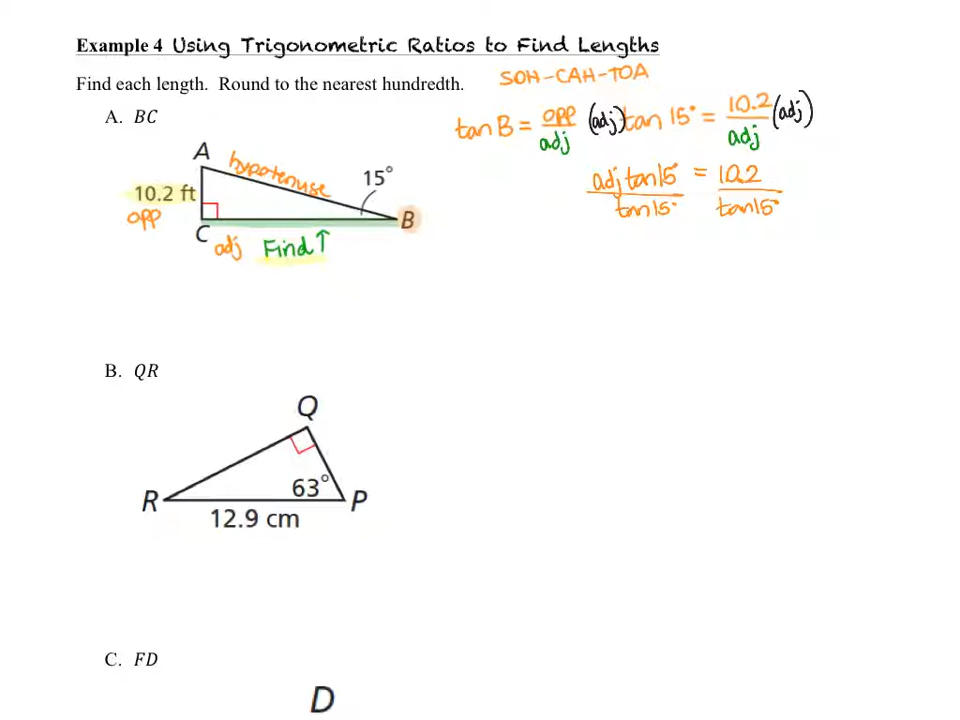 Example 4 Using Trigonometric Ratios to Find Lengths
Find each length. Round to the nearest hundredth.
SOH-CAH-TOA
A. BC
tan B = opp/adj
(adj) tan 15° = 10.2/adj (adj)
adj tan15/tan15° = 10.2/tan15°
A
hypotenuse
15°
10.2 ft
opp
C
B
adj
Find ↑
B. QR
Q
63°
R
P
12.9 cm
C. FD
D